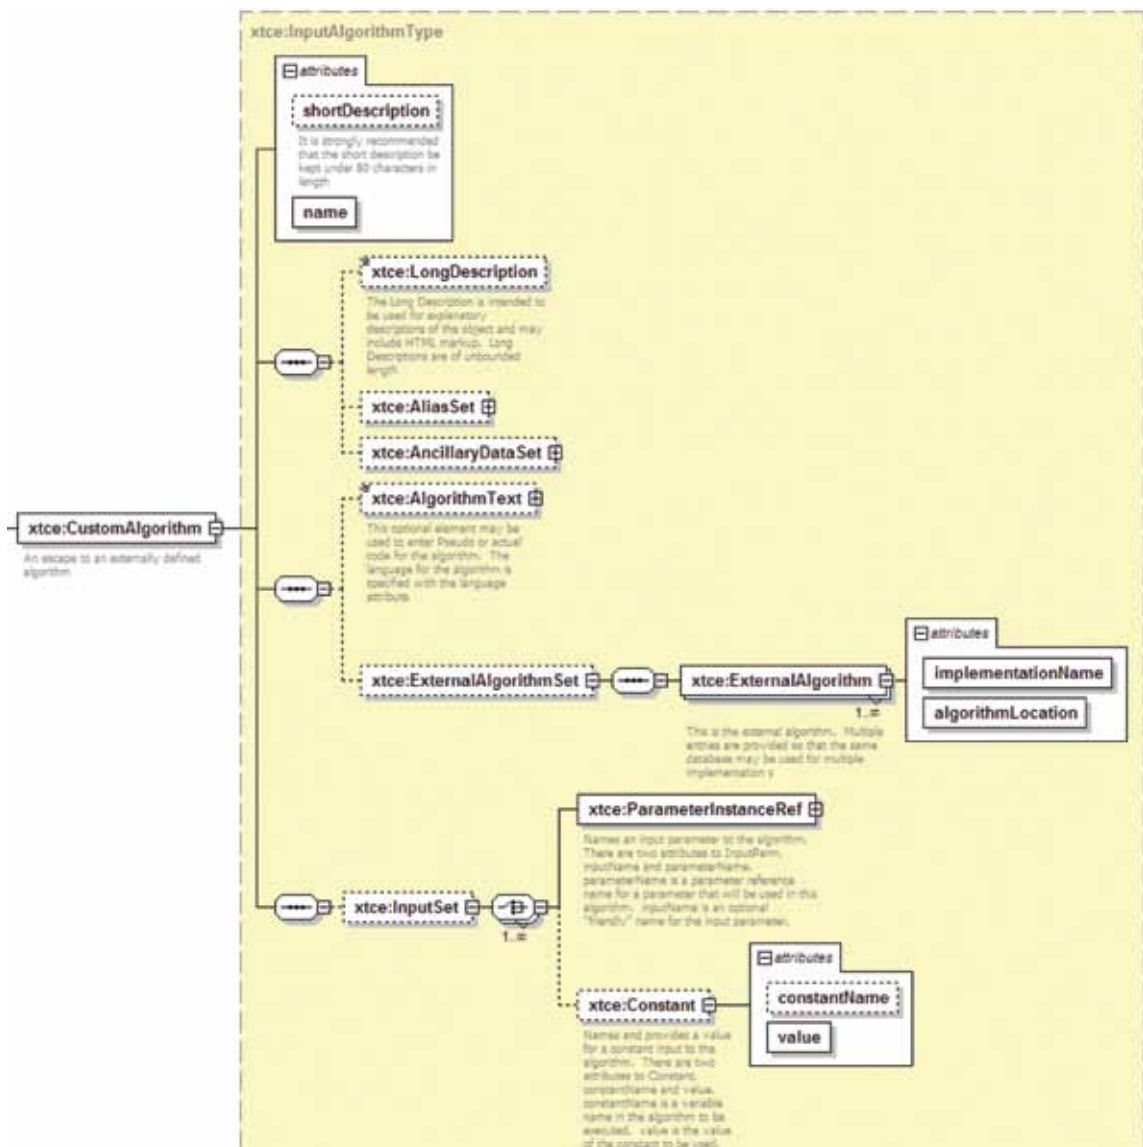 xtce:InputAlgorithmType
attributes
shortDescription
It is strongly recommended
that the short description be
kept under 80 characters in
length
name
xtce:LongDescription
The Long Description is intended to
be used for explanatory
descriptions of the object and may
include HTML markup. Long
Descriptions are of unbounded
length
xtce:AliasSet
xtce:AncillaryDataSet
xtce:AlgorithmText
This optional element may be
used to enter Pseudo or actual
code for the algorithm. The
language for the algorithm is
specified with the language
attribute
xtce:CustomAlgorithm
An escape to an externally defined
algorithm
xtce:ExternalAlgorithmSet
xtce:ExternalAlgorithm
1..∞
This is the external algorithm. Multiple
entries are provided so that the same
database may be used for multiple
implementation s
attributes
implementationName
algorithmLocation
xtce:ParameterInstanceRef
Names an input parameter to the algorithm.
There are two attributes to InputParm,
inputName and parameterName.
parameterName is a parameter reference
name for a parameter that will be used in this
algorithm. inputName is an optional
"friendly" name for the input parameter.
xtce:InputSet
1..∞
xtce:Constant
Names and provides a value
for a constant input to the
algorithm. There are two
attributes to Constant,
constantName and value.
constantName is a variable
name in the algorithm to be
executed. value is the value
of the constant to be used.
attributes
constantName
value